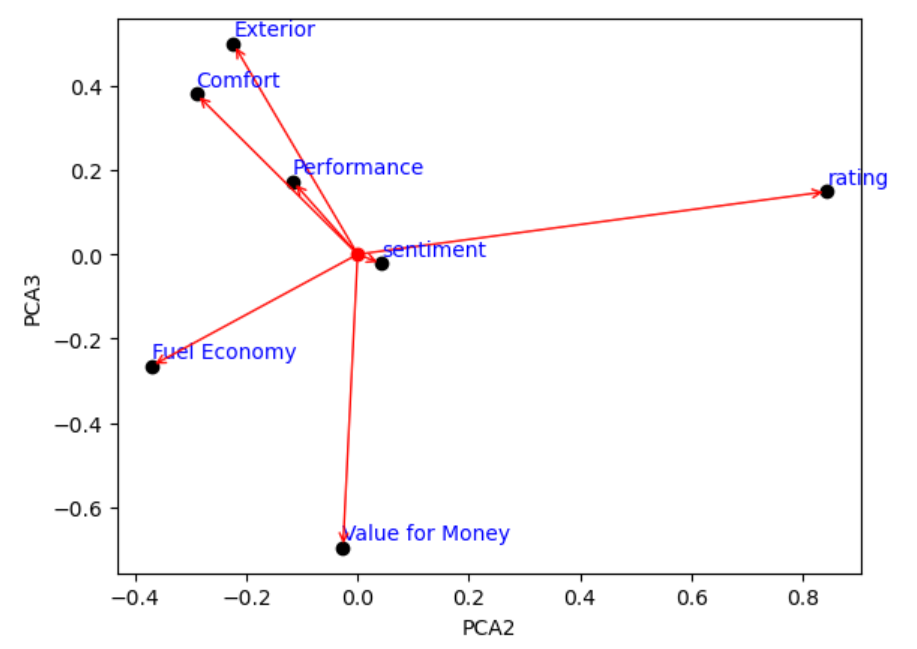 Exterior
Comfort
0.4
Performance
0.2
rating
sentiment
0.0
PCA3
−0.2
Fuel Economy
−0.4
Value for Money
−0.6
−0.4 −0.2 0.0 0.2 0.4 0.6 0.8
PCA2